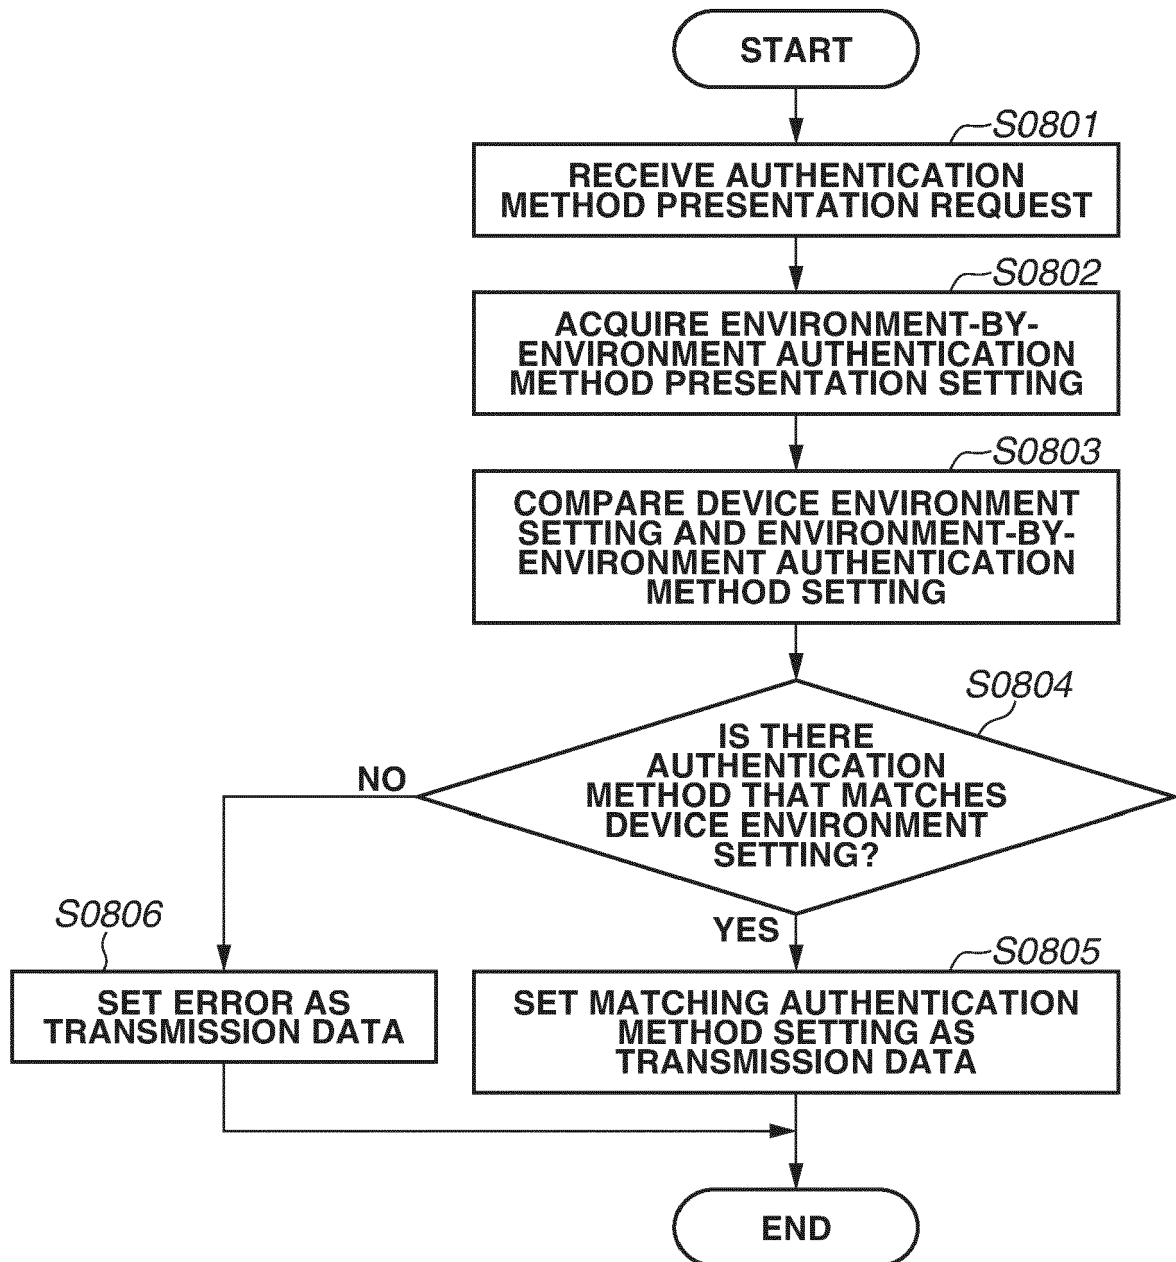 START
S0801
RECEIVE AUTHENTICATION
METHOD PRESENTATION REQUEST
S0802
ACQUIRE ENVIRONMENT-BY-
ENVIRONMENT AUTHENTICATION
METHOD PRESENTATION SETTING
S0803
COMPARE DEVICE ENVIRONMENT
SETTING AND ENVIRONMENT-BY-
ENVIRONMENT AUTHENTICATION
METHOD SETTING
S0804
IS THERE
AUTHENTICATION
METHOD THAT MATCHES
DEVICE ENVIRONMENT
SETTING?
NO
YES
S0806
SET ERROR AS
TRANSMISSION DATA
S0805
SET MATCHING AUTHENTICATION
METHOD SETTING AS
TRANSMISSION DATA
END